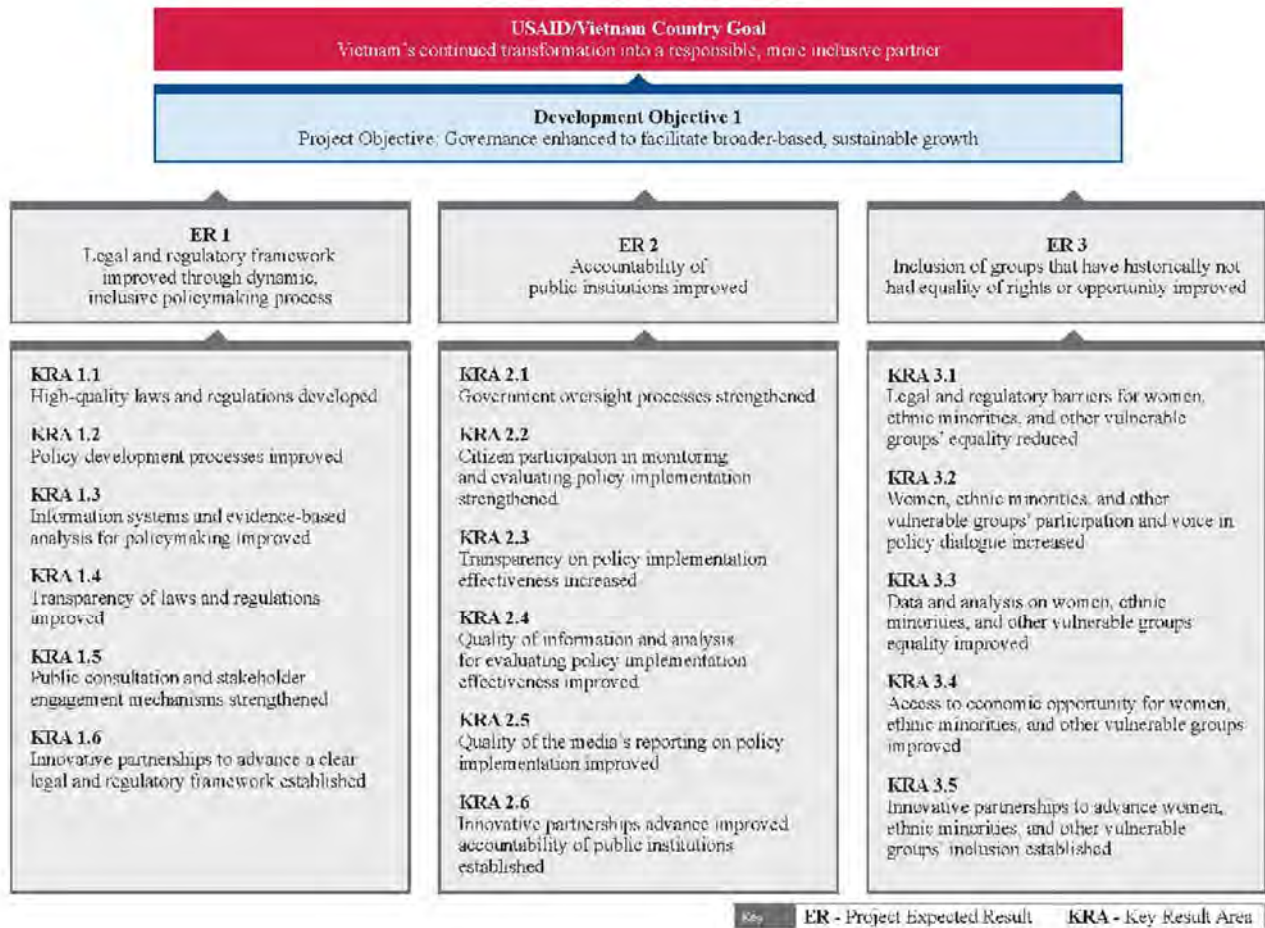 USAID/Vietnam Country Goal
Vietnam's continued transformation into a responsible, more inclusive partner
Development Objective 1
Project Objective: Governance enhanced to facilitate broader-based, sustainable growth
ER 1
Legal and regulatory framework
improved through dynamic,
inclusive policymaking process
KRA 1.1
High-quality laws and regulations developed
KRA 1.2
Policy development processes improved
KRA 1.3
Information systems and evidence-based
analysis for policymaking improved
KRA 1.4
Transparency of laws and regulations
improved
KRA 1.5
Public consultation and stakeholder
engagement mechanisms strengthened
KRA 1.6
Innovative partnerships to advance a clear
legal and regulatory framework established
ER 2
Accountability of
public institutions improved
KRA 2.1
Government oversight processes strengthened
KRA 2.2
Citizen participation in monitoring
and evaluating policy implementation
strengthened
KRA 2.3
Transparency on policy implementation
effectiveness increased
KRA 2.4
Quality of information and analysis
for evaluating policy implementation
effectiveness improved
KRA 2.5
Quality of the media's reporting on policy
implementation improved
KRA 2.6
Innovative partnerships advance improved
accountability of public institutions
established
ER 3
Inclusion of groups that have historically not
had equality of rights or opportunity improved
KRA 3.1
Legal and regulatory barriers for women,
ethnic minorities, and other vulnerable
groups' equality reduced
KRA 3.2
Women, ethnic minorities, and other
vulnerable groups' participation and voice in
policy dialogue increased
KRA 3.3
Data and analysis on women, ethnic
minorities, and other vulnerable groups
equality improved
KRA 3.4
Access to economic opportunity for women,
ethnic minorities, and other vulnerable groups
improved
KRA 3.5
Innovative partnerships to advance women,
ethnic minorities, and other vulnerable
groups' inclusion established
Key ER - Project Expected Result KRA - Key Result Area